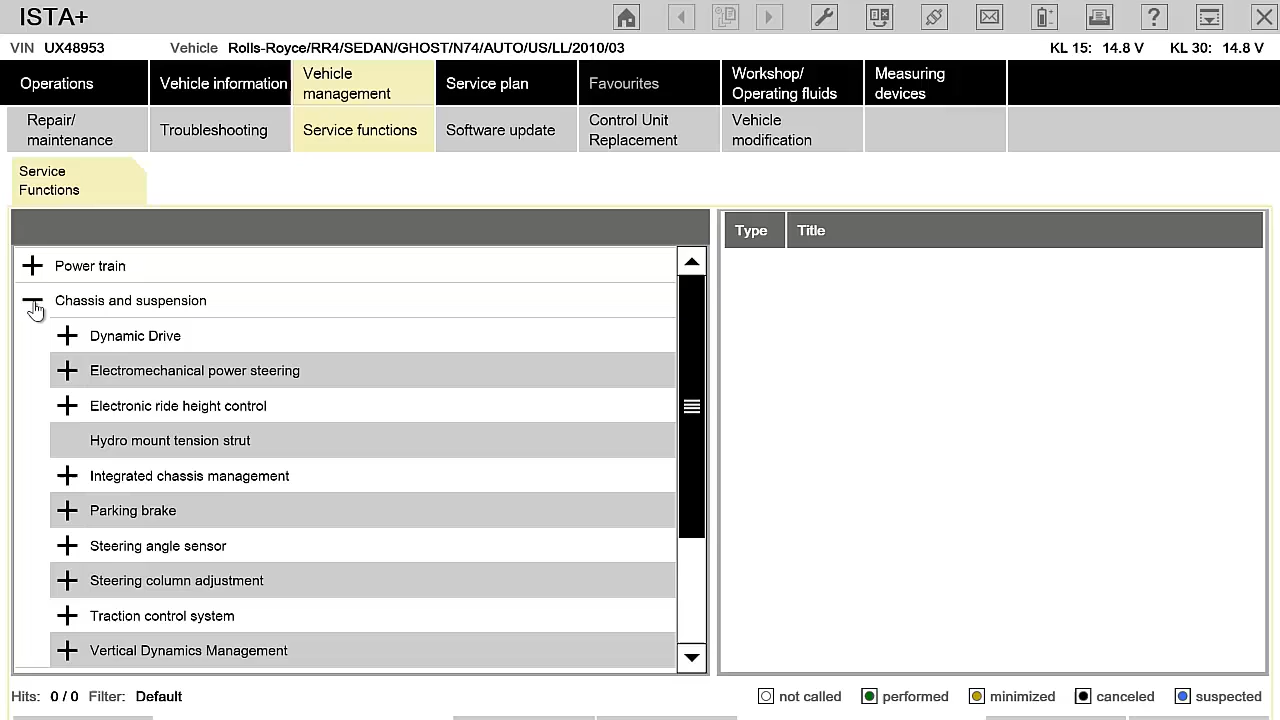 ISTA+
VIN UX48953 Vehicle Rolls-Royce/RR4/SEDAN/GHOST/N74/AUTO/US/LL/2010/03 KL 15: 14.8 V KL 30: 14.8 V
Operations
Vehicle information
Vehicle
management
Service plan
Favourites
Workshop/
Operating fluids
Measuring
devices
Repair/
maintenance
Troubleshooting
Service functions
Software update
Control Unit
Replacement
Vehicle
modification
Service
Functions
Type Title
Power train
Chassis and suspension
Dynamic Drive
Electromechanical power steering
Electronic ride height control
Hydro mount tension strut
Integrated chassis management
Parking brake
Steering angle sensor
Steering column adjustment
Traction control system
Vertical Dynamics Management
Hits: 0 / 0 Filter: Default
not called performed minimized canceled suspected